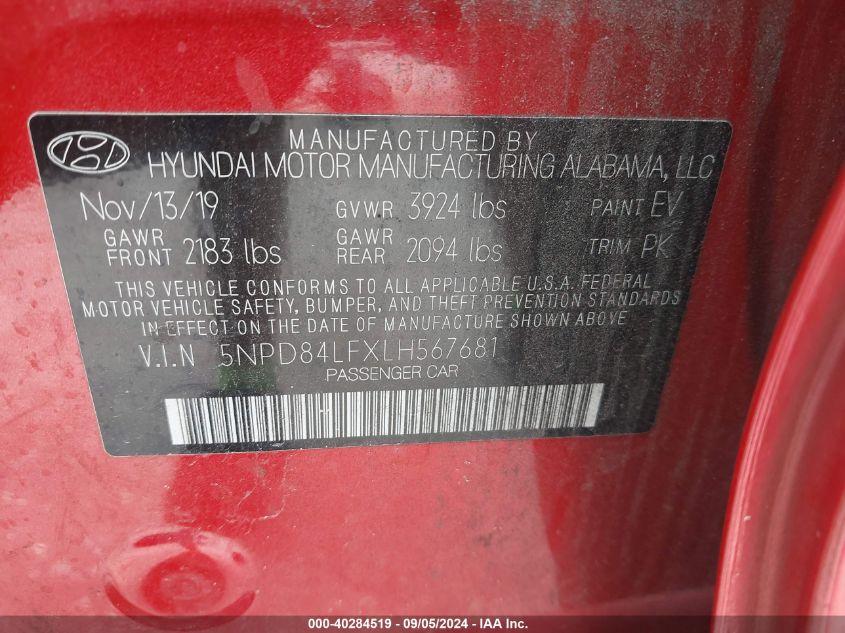 MANUFACTURED BY
HYUNDAI MOTOR MANUFACTURING ALABAMA, LLC
Nov/13/19 GVWR 3924 lbs PAINT EV
GAWR FRONT 2183 lbs GAWR REAR 2094 lbs TRIM PK
THIS VEHICLE CONFORMS TO ALL APPLICABLE U.S.A. FEDERAL
MOTOR VEHICLE SAFETY, BUMPER, AND THEFT PREVENTION STANDARDS
IN EFFECT ON THE DATE OF MANUFACTURE SHOWN ABOVE.
V.I.N 5NPD84LFXLH567681
PASSENGER CAR
000-40284519 - 09/05/2024 - IAA Inc.